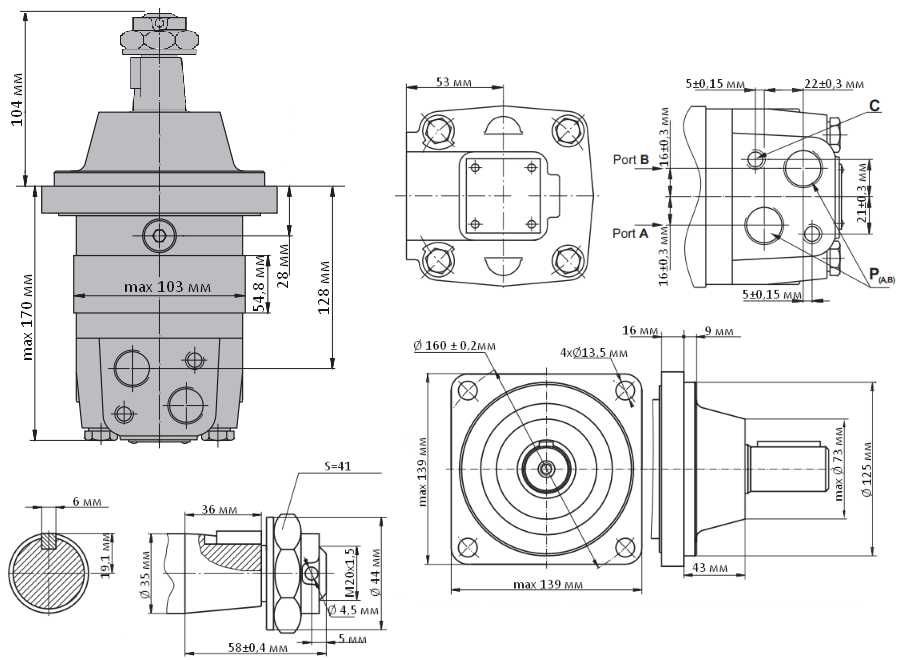 104 мм
max 170 мм
max 103 мм
54,8 мм
28 мм
128 мм
53 мм
5±0,15 мм
22±0,3 мм
C
16±0,3 мм
Port B
Port A
16±0,3 мм
21±0,3 мм
P(A,B)
5±0,15 мм
Ø 160 ± 0,2мм
4xØ13,5 мм
16 мм
9 мм
max 139 мм
max 139 мм
max Ø 73 мм
Ø 125 мм
43 мм
S=41
6 мм
19,1 мм
36 мм
Ø 35 мм
M20x1,5
Ø 44 мм
Ø 4,5 мм
5 мм
58±0,4 мм